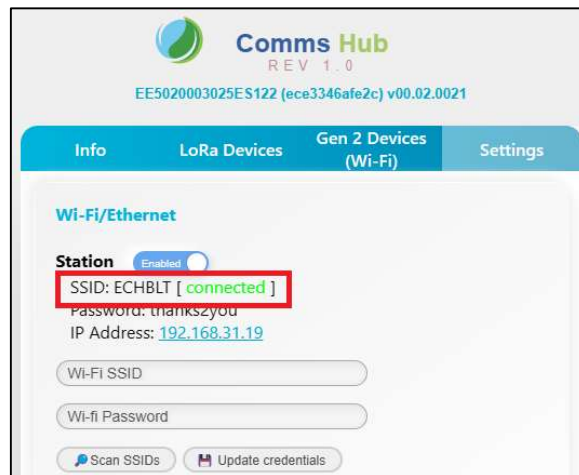 Comms Hub
REV 1.0
EE5020003025ES122 (ece3346afe2c) v00.02.0021
Info
LoRa Devices
Gen 2 Devices
(Wi-Fi)
Settings
Wi-Fi/Ethernet
Station Enabled
SSID: ECHBLT [ connected ]
Password: thanks2you
IP Address: 192.168.31.19
Wi-Fi SSID
Wi-fi Password
Scan SSIDs Update credentials